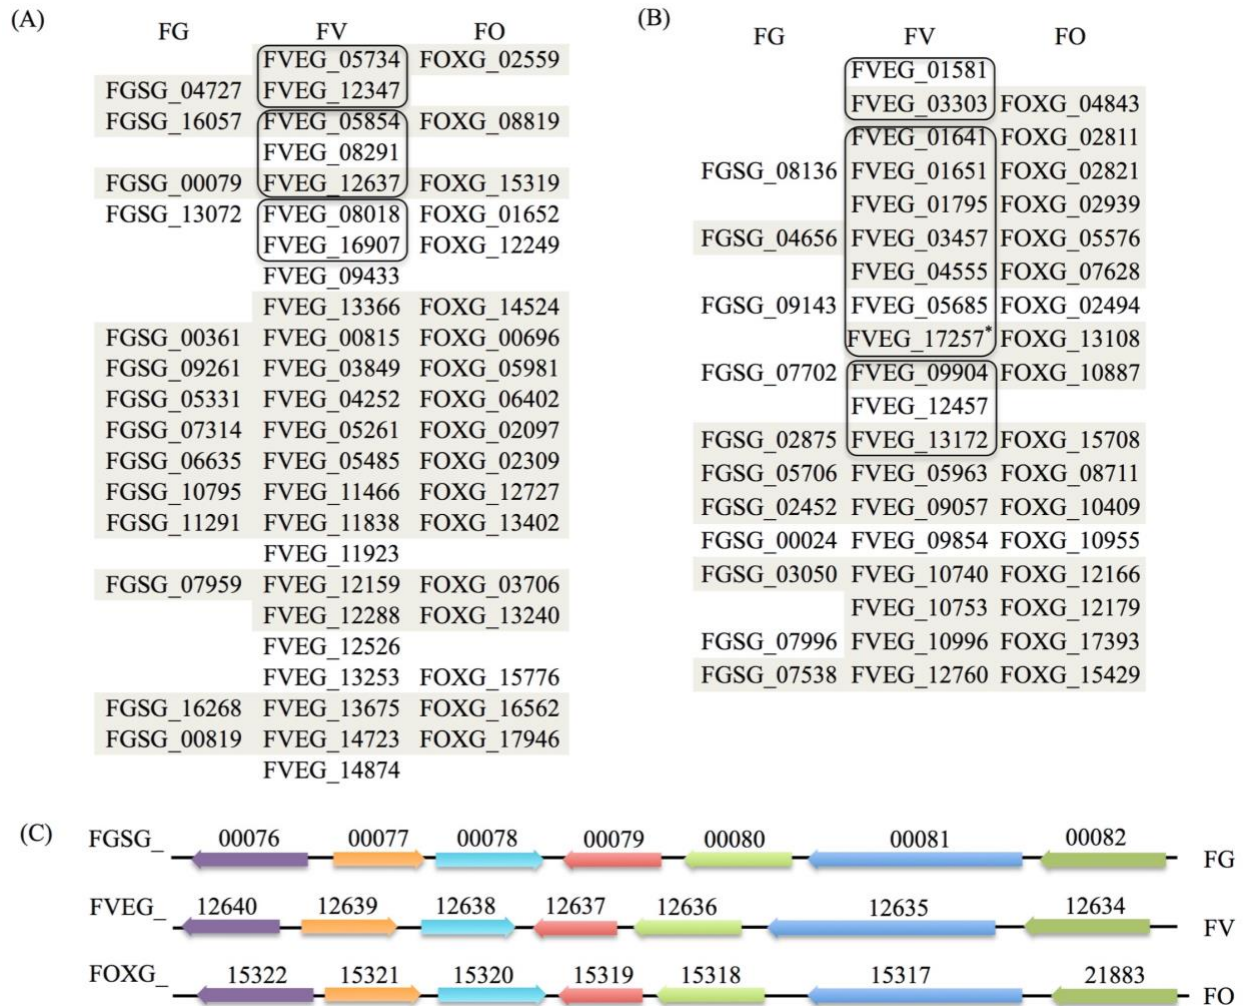 (A)
FG FV FO
FVEG_05734 FOXG_02559
FGSG_04727 FVEG_12347
FGSG_16057 FVEG_05854 FOXG_08819
FVEG_08291
FGSG_00079 FVEG_12637 FOXG_15319
FGSG_13072 FVEG_08018 FOXG_01652
FVEG_16907 FOXG_12249
FVEG_09433
FVEG_13366 FOXG_14524
FGSG_00361 FVEG_00815 FOXG_00696
FGSG_09261 FVEG_03849 FOXG_05981
FGSG_05331 FVEG_04252 FOXG_06402
FGSG_07314 FVEG_05261 FOXG_02097
FGSG_06635 FVEG_05485 FOXG_02309
FGSG_10795 FVEG_11466 FOXG_12727
FGSG_11291 FVEG_11838 FOXG_13402
FVEG_11923
FGSG_07959 FVEG_12159 FOXG_03706
FVEG_12288 FOXG_13240
FVEG_12526
FVEG_13253 FOXG_15776
FGSG_16268 FVEG_13675 FOXG_16562
FGSG_00819 FVEG_14723 FOXG_17946
FVEG_14874
(B)
FG FV FO
FVEG_01581
FVEG_03303 FOXG_04843
FVEG_01641 FOXG_02811
FGSG_08136 FVEG_01651 FOXG_02821
FVEG_01795 FOXG_02939
FGSG_04656 FVEG_03457 FOXG_05576
FVEG_04555 FOXG_07628
FGSG_09143 FVEG_05685 FOXG_02494
FVEG_17257* FOXG_13108
FGSG_07702 FVEG_09904 FOXG_10887
FVEG_12457
FGSG_02875 FVEG_13172 FOXG_15708
FGSG_05706 FVEG_05963 FOXG_08711
FGSG_02452 FVEG_09057 FOXG_10409
FGSG_00024 FVEG_09854 FOXG_10955
FGSG_03050 FVEG_10740 FOXG_12166
FVEG_10753 FOXG_12179
FGSG_07996 FVEG_10996 FOXG_17393
FGSG_07538 FVEG_12760 FOXG_15429
(C)
FGSG_ 00076 00077 00078 00079 00080 00081 00082 FG
FVEG_ 12640 12639 12638 12637 12636 12635 12634 FV
FOXG_ 15322 15321 15320 15319 15318 15317 21883 FO